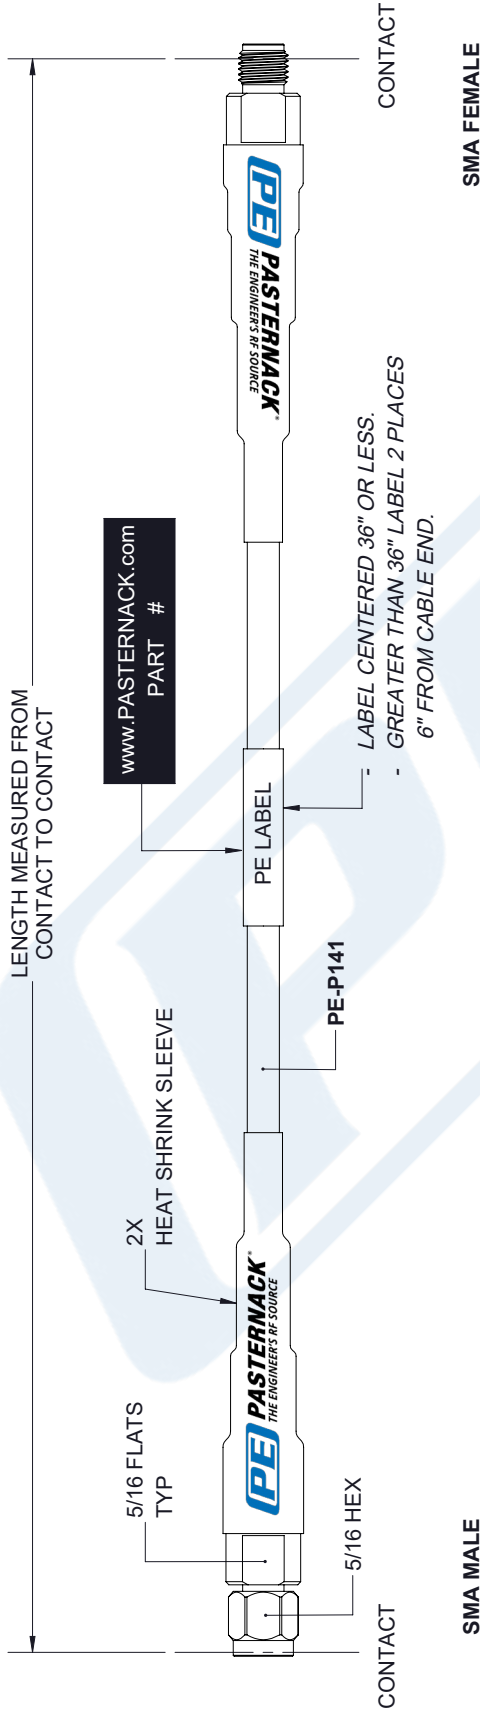 LENGTH MEASURED FROM
CONTACT TO CONTACT
www.PASTERNACK.com
PART #
2X
HEAT SHRINK SLEEVE
5/16 FLATS
TYP
PE PASTERNACK®
THE ENGINEER'S RF SOURCE
PE LABEL
PE PASTERNACK®
THE ENGINEER'S RF SOURCE
5/16 HEX
PE-P141
- LABEL CENTERED 36" OR LESS.
- GREATER THAN 36" LABEL 2 PLACES
6" FROM CABLE END.
CONTACT
CONTACT
SMA MALE
SMA FEMALE